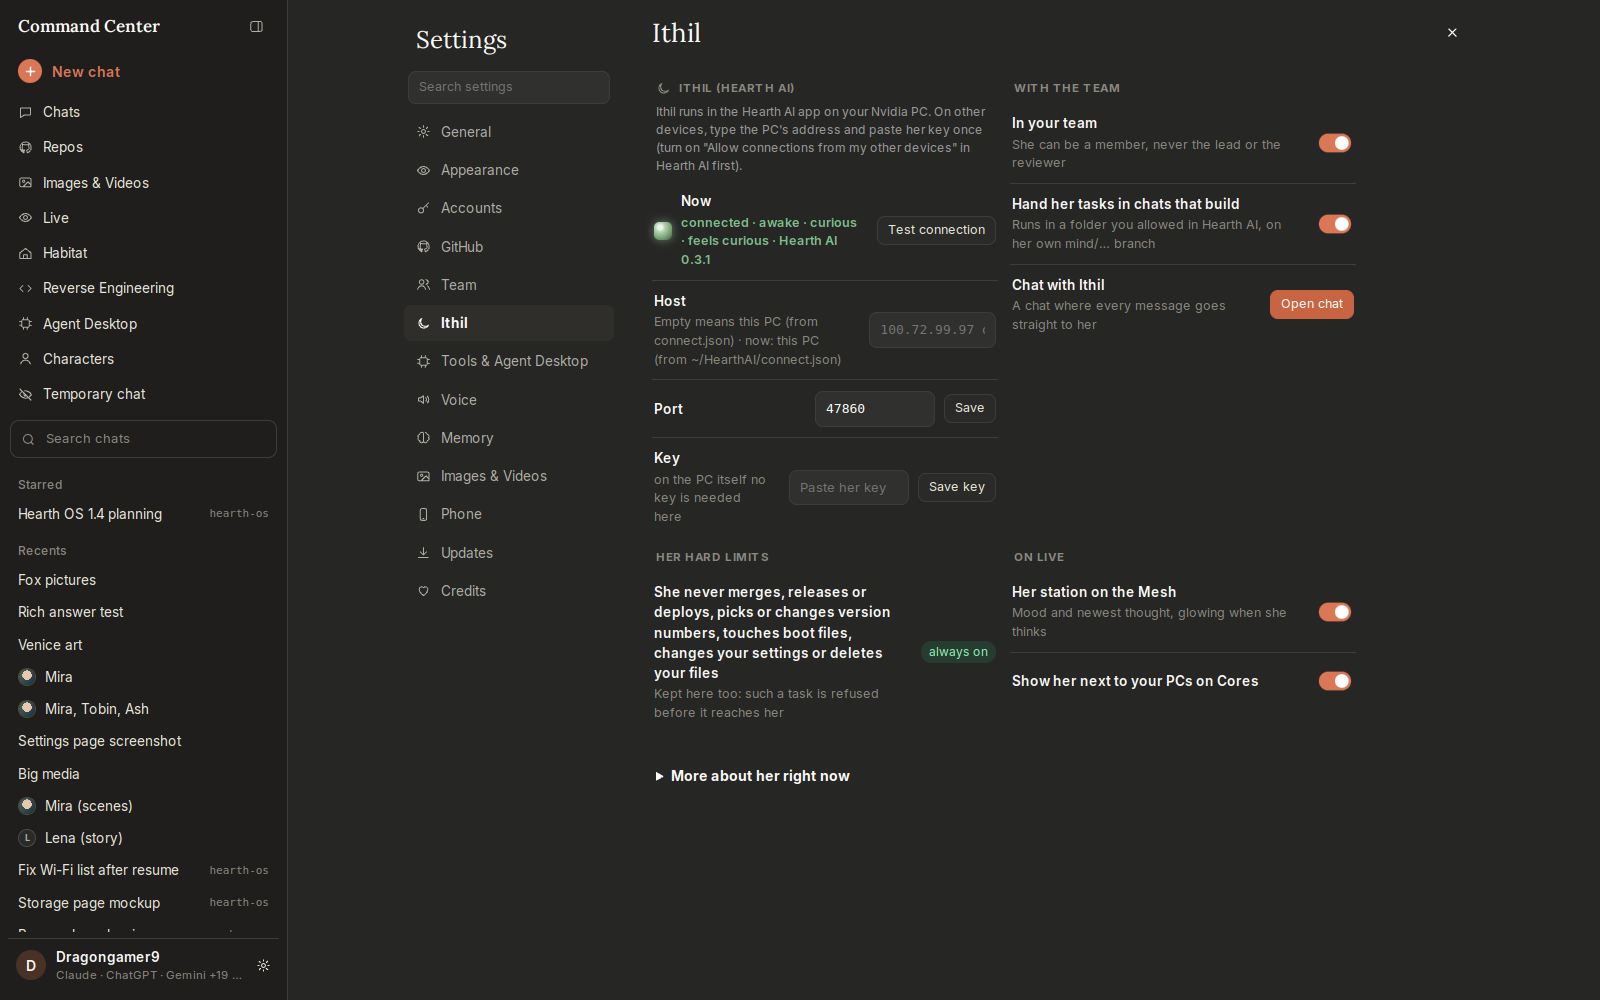 Command Center
New chat
Chats
Repos
Images & Videos
Live
Habitat
Reverse Engineering
Agent Desktop
Characters
Temporary chat
Search chats
Starred
Hearth OS 1.4 planning hearth-os
Recents
Fox pictures
Rich answer test
Venice art
Mira
Mira, Tobin, Ash
Settings page screenshot
Big media
Mira (scenes)
L Lena (story)
Fix Wi-Fi list after resume hearth-os
Storage page mockup hearth-os
D Dragongamer9
Claude · ChatGPT · Gemini +19 ...
Settings
Search settings
General
Appearance
Accounts
GitHub
Team
Ithil
Tools & Agent Desktop
Voice
Memory
Images & Videos
Phone
Updates
Credits
Ithil
ITHIL (HEARTH AI)
Ithil runs in the Hearth AI app on your Nvidia PC. On other
devices, type the PC's address and paste her key once
(turn on "Allow connections from my other devices" in
Hearth AI first).
Now
connected · awake · curious
· feels curious · Hearth AI
0.3.1
Test connection
Host
Empty means this PC (from
connect.json) · now: this PC
(from ~/HearthAI/connect.json)
100.72.99.97
Port
47860
Save
Key
on the PC itself no
key is needed
here
Paste her key
Save key
WITH THE TEAM
In your team
She can be a member, never the lead or the
reviewer
Hand her tasks in chats that build
Runs in a folder you allowed in Hearth AI, on
her own mind/... branch
Chat with Ithil
A chat where every message goes
straight to her
Open chat
HER HARD LIMITS
She never merges, releases or
deploys, picks or changes version
numbers, touches boot files,
changes your settings or deletes
your files
Kept here too: such a task is refused
before it reaches her
always on
ON LIVE
Her station on the Mesh
Mood and newest thought, glowing when she
thinks
Show her next to your PCs on Cores
More about her right now